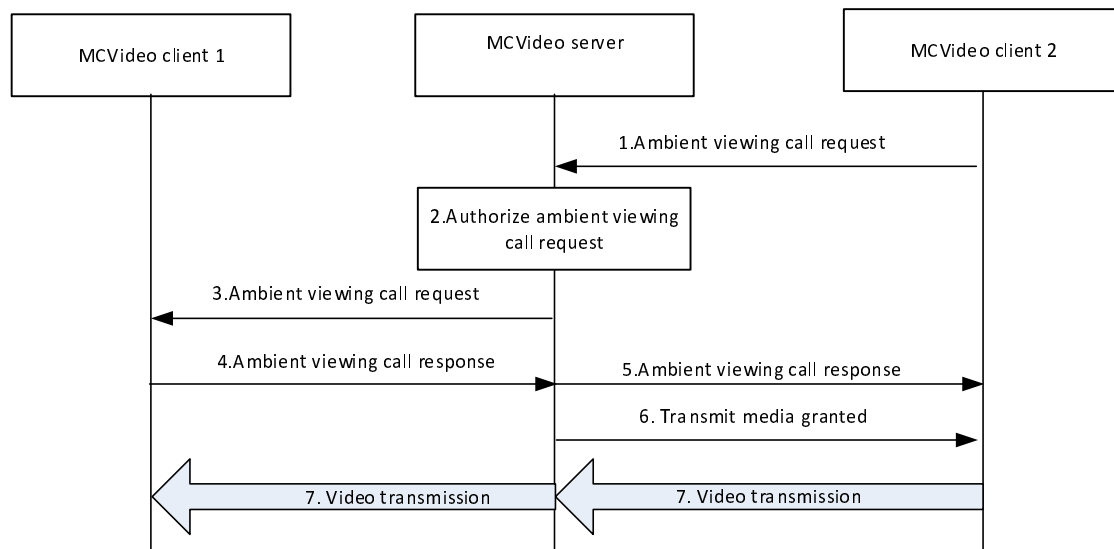 MCVideo client 1
MCVideo server
MCVideo client 2
1.Ambient viewing call request
2.Authorize ambient viewing
call request
3.Ambient viewing call request
4.Ambient viewing call response
5.Ambient viewing call response
6. Transmit media granted
7. Video transmission
7. Video transmission